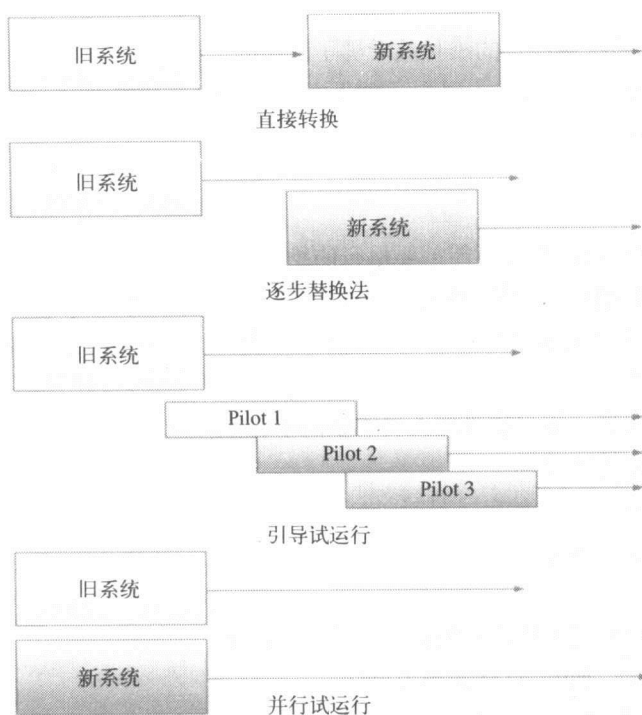 旧系统
新系统
直接转换
旧系统
新系统
逐步替换法
旧系统
Pilot 1
Pilot 2
Pilot 3
引导试运行
旧系统
新系统
并行试运行